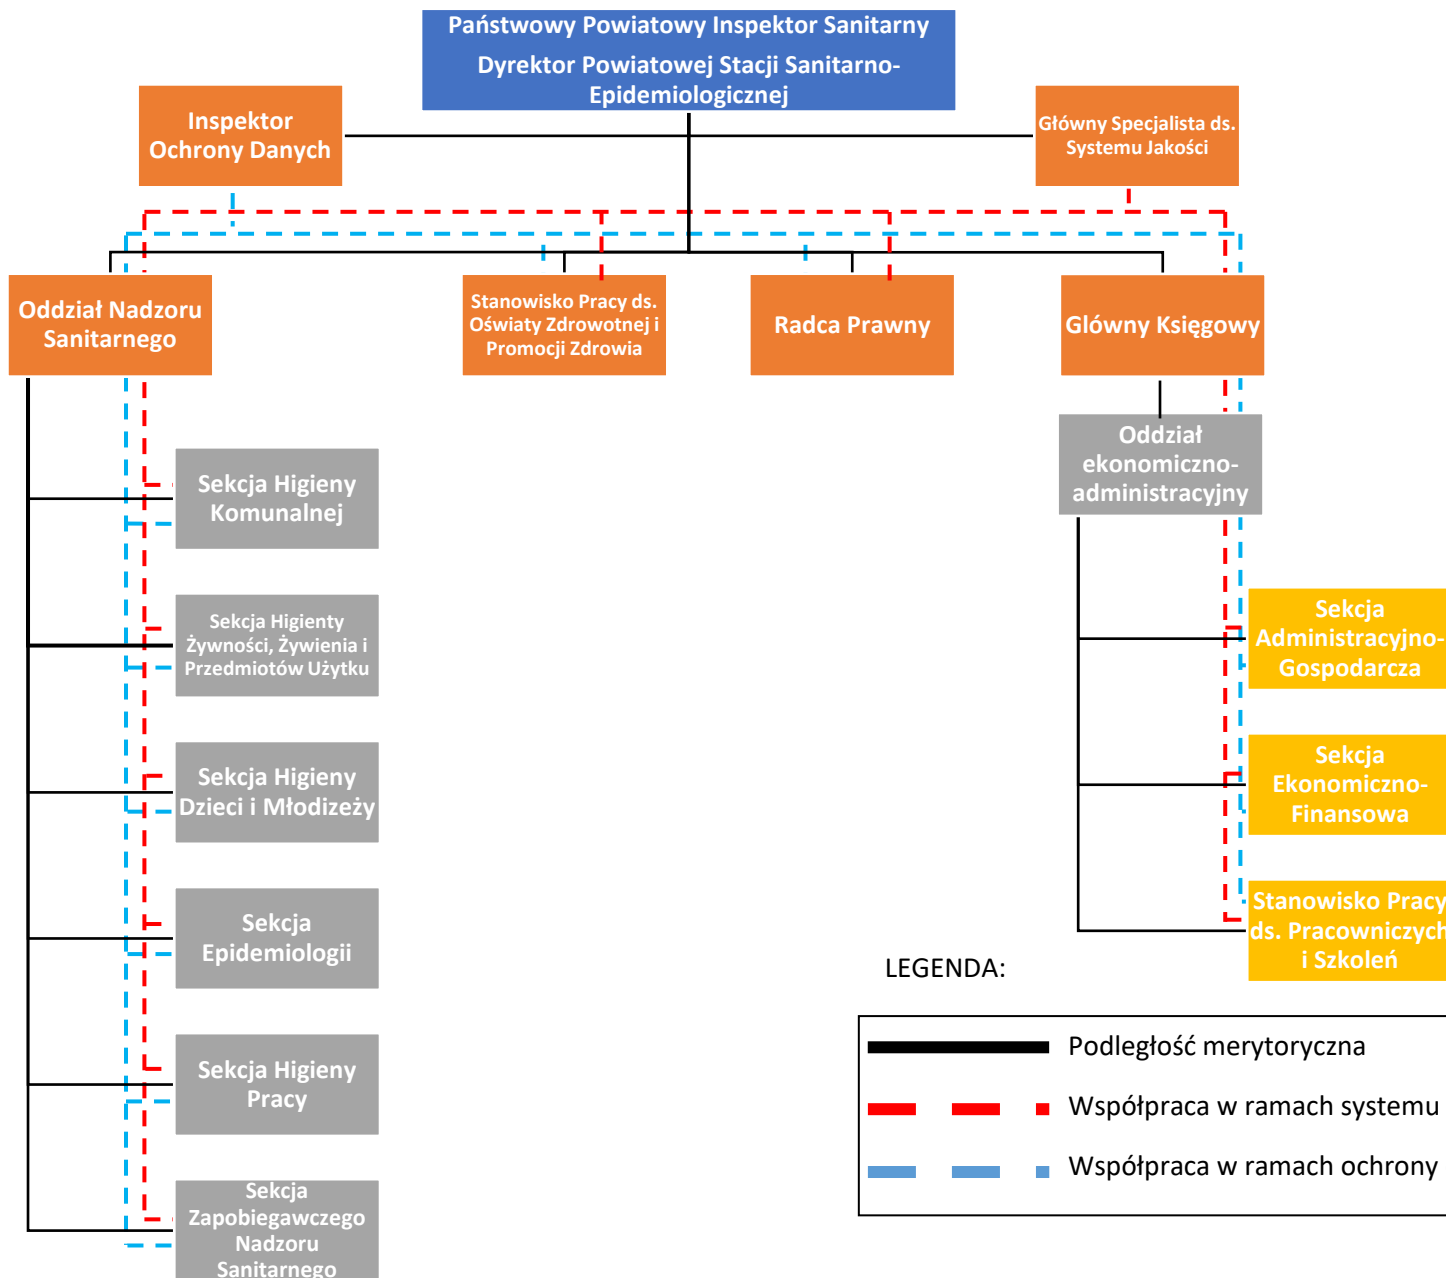 Państwowy Powiatowy Inspektor Sanitarny
Dyrektor Powiatowej Stacji Sanitarno-
Epidemiologicznej
Inspektor
Ochrony Danych
Główny Specjalista ds.
Systemu Jakości
Oddział Nadzoru
Sanitarnego
Stanowisko Pracy ds.
Oświaty Zdrowotnej i
Promocji Zdrowia
Radca Prawny
Glówny Księgowy
Oddział
ekonomiczno-
administracyjny
Sekcja Higieny
Komunalnej
Sekcja Higienty
Żywności, Żywienia i
Przedmiotów Użytku
Sekcja Higieny
Dzieci i Młodizeży
Sekcja
Epidemiologii
Sekcja Higieny
Pracy
Sekcja
Zapobiegawczego
Nadzoru
Sanitarnego
Sekcja
Administracyjno-
Gospodarcza
Sekcja
Ekonomiczno-
Finansowa
Stanowisko Pracy
ds. Pracowniczych
i Szkoleń
LEGENDA:
Podległość merytoryczna
Współpraca w ramach systemu
Współpraca w ramach ochrony